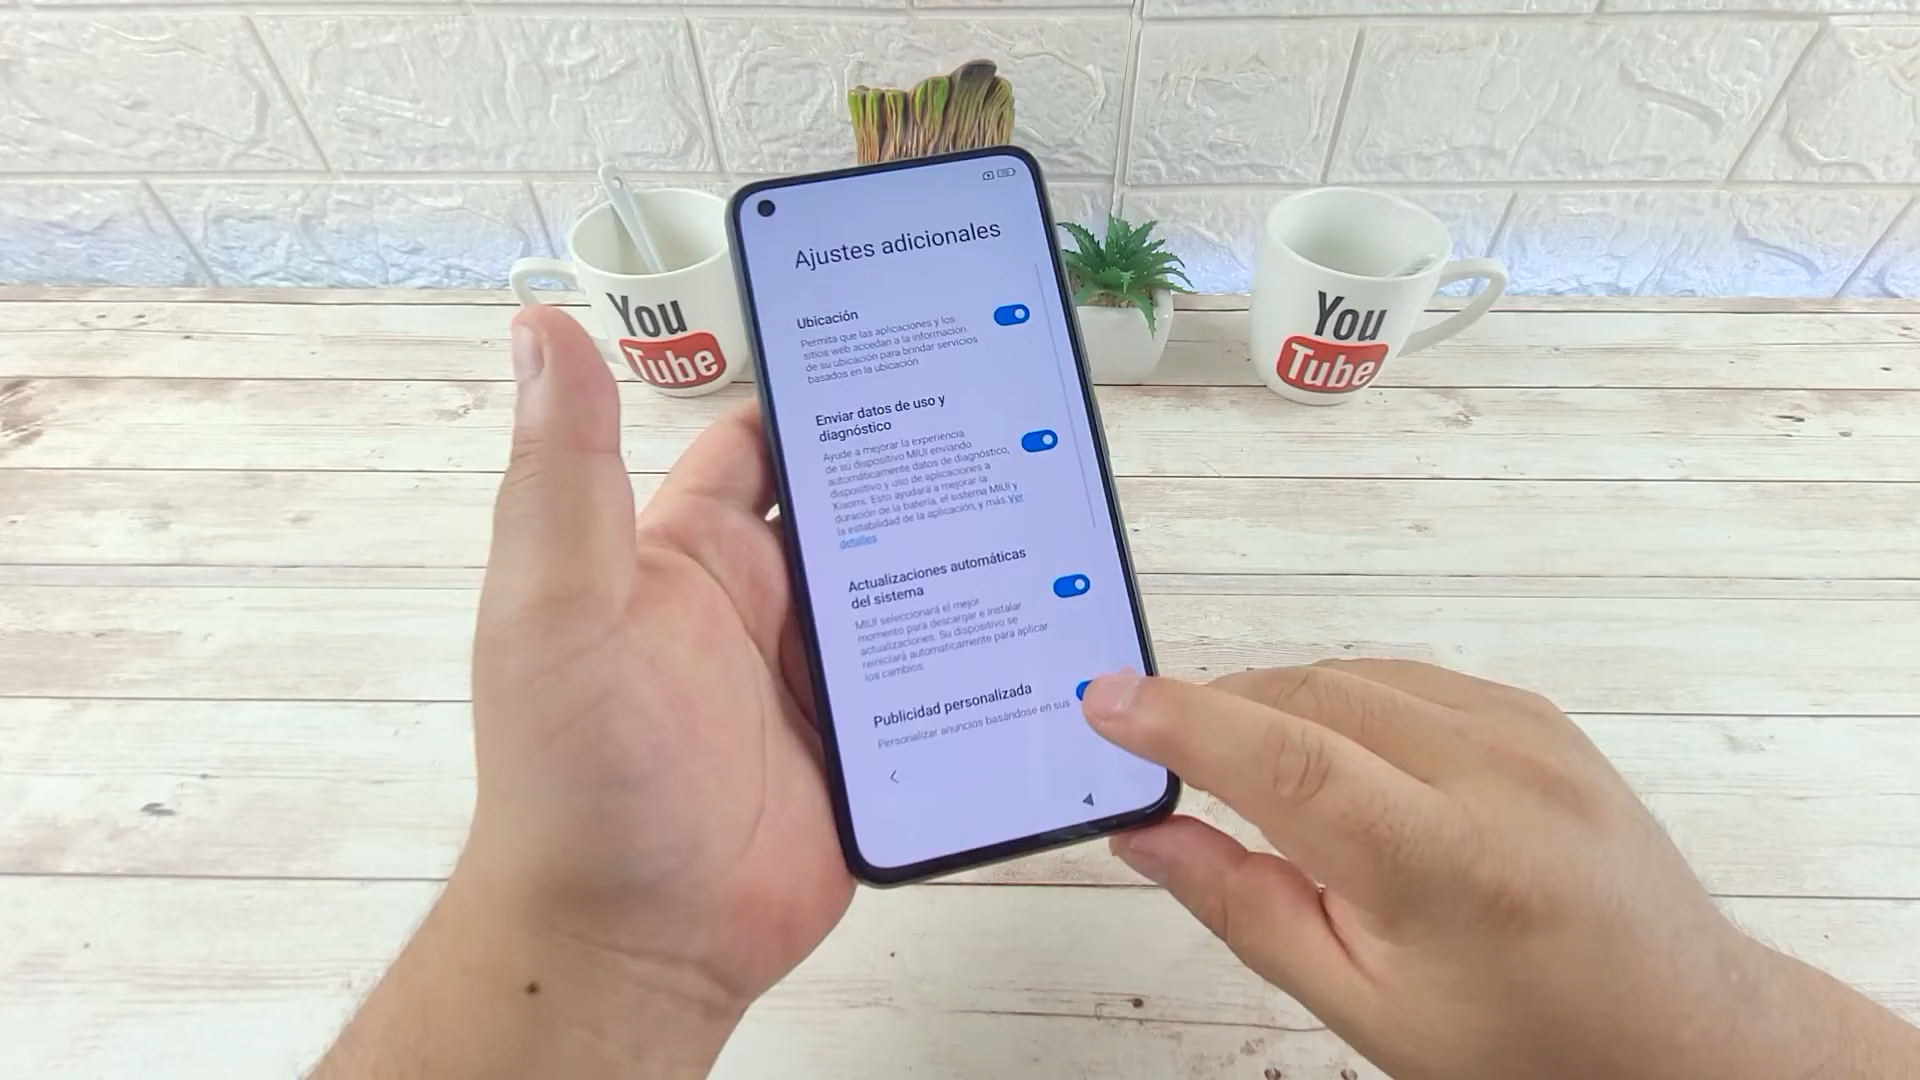 Ajustes adicionales
Ubicación
Permita que las aplicaciones y los
sitios web accedan a la información
de su ubicación para brindar servicios
basados en la ubicación
Enviar datos de uso y
diagnóstico
Ayude a mejorar la experiencia
de su dispositivo MIUI enviando
automáticamente datos de diagnóstico,
dispositivo y uso de aplicaciones a
Xiaomi. Esto ayudará a mejorar la
duración de la batería, el sistema MIUI y
la estabilidad de la aplicación, y más Ver
detalles
Actualizaciones automáticas
del sistema
MIUI seleccionará el mejor
momento para descargar e instalar
actualizaciones. Su dispositivo se
reiniciará automáticamente para aplicar
los cambios
Publicidad personalizada
Personalizar anuncios basándose en sus
You
Tube
You
Tube